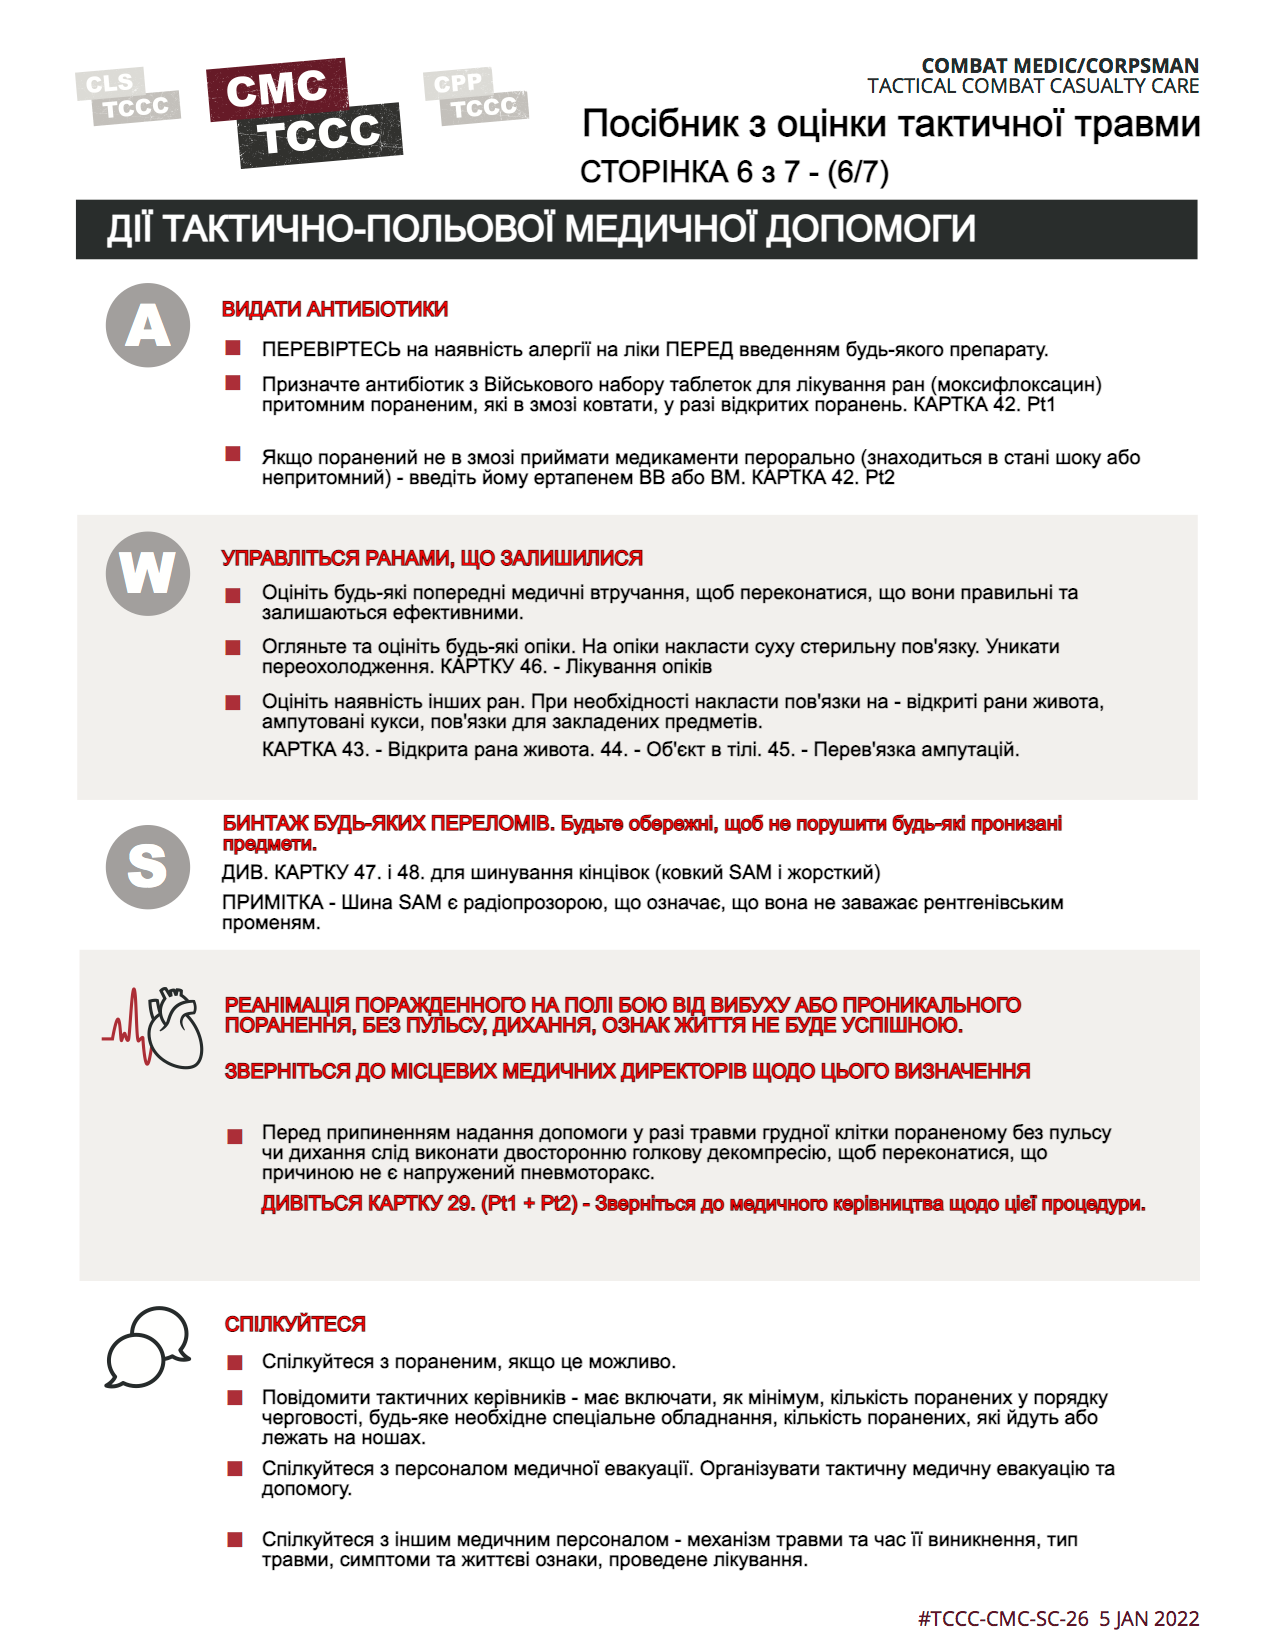 CLS
TCCC
CMC
TCCC
CPP
TCCC
COMBAT MEDIC/CORPSMAN
TACTICAL COMBAT CASUALTY CARE
Посібник з оцінки тактичної травми
СТОРІНКА 6 з 7 - (6/7)
ДІЇ ТАКТИЧНО-ПОЛЬОВОЇ МЕДИЧНОЇ ДОПОМОГИ
A
ВИДАТИ АНТИБІОТИКИ
ПЕРЕВІРТЕСЬ на наявність алергії на ліки ПЕРЕД введенням будь-якого препарату.
Призначте антибіотик з Військового набору таблеток для лікування ран (моксифлоксацин)
притомним пораненим, які в змозі ковтати, у разі відкритих поранень. КАРТКА 42. Pt1
Якщо поранений не в змозі приймати медикаменти перорально (знаходиться в стані шоку або
непритомний) - введіть йому ертапенем ВВ або ВМ. КАРТКА 42. Pt2
W
УПРАВЛІТЬСЯ РАНАМИ, ЩО ЗАЛИШИЛИСЯ
Оцініть будь-які попередні медичні втручання, щоб переконатися, що вони правильні та
залишаються ефективними.
Огляньте та оцініть будь-які опіки. На опіки накласти суху стерильну пов'язку. Уникати
переохолодження. КАРТКУ 46. - Лікування опіків
Оцініть наявність інших ран. При необхідності накласти пов'язки на - відкриті рани живота,
ампутовані кукси, пов'язки для закладених предметів.
КАРТКА 43. - Відкрита рана живота. 44. - Об'єкт в тілі. 45. - Перев'язка ампутацій.
S
БИНТАЖ БУДЬ-ЯКИХ ПЕРЕЛОМІВ. Будьте обережні, щоб не порушити будь-які пронизані
предмети.
ДИВ. КАРТКУ 47. і 48. для шинування кінцівок (ковкий SAM і жорсткий)
ПРИМІТКА - Шина SAM є радіопрозорою, що означає, що вона не заважає рентгенівським
променям.
РЕАНІМАЦІЯ ПОРАЖДЕННОГО НА ПОЛІ БОЮ ВІД ВИБУХУ АБО ПРОНИКАЛЬНОГО
ПОРАНЕННЯ, БЕЗ ПУЛЬСУ, ДИХАННЯ, ОЗНАК ЖИТТЯ НЕ БУДЕ УСПІШНОЮ.
ЗВЕРНІТЬСЯ ДО МІСЦЕВИХ МЕДИЧНИХ ДИРЕКТОРІВ ЩОДО ЦЬОГО ВИЗНАЧЕННЯ
Перед припиненням надання допомоги у разі травми грудної клітки пораненому без пульсу
чи дихання слід виконати двосторонню голкову декомпресію, щоб переконатися, що
причиною не є напружений пневмоторакс.
ДИВІТЬСЯ КАРТКУ 29. (Pt1 + Pt2) - Зверніться до медичного керівництва щодо цієї процедури.
СПІЛКУЙТЕСЯ
Спілкуйтеся з пораненим, якщо це можливо.
Повідомити тактичних керівників - має включати, як мінімум, кількість поранених у порядку
черговості, будь-яке необхідне спеціальне обладнання, кількість поранених, які йдуть або
лежать на ношах.
Спілкуйтеся з персоналом медичної евакуації. Організувати тактичну медичну евакуацію та
допомогу.
Спілкуйтеся з іншим медичним персоналом - механізм травми та час її виникнення, тип
травми, симптоми та життєві ознаки, проведене лікування.
#TCCC-CMC-SC-26 5 JAN 2022